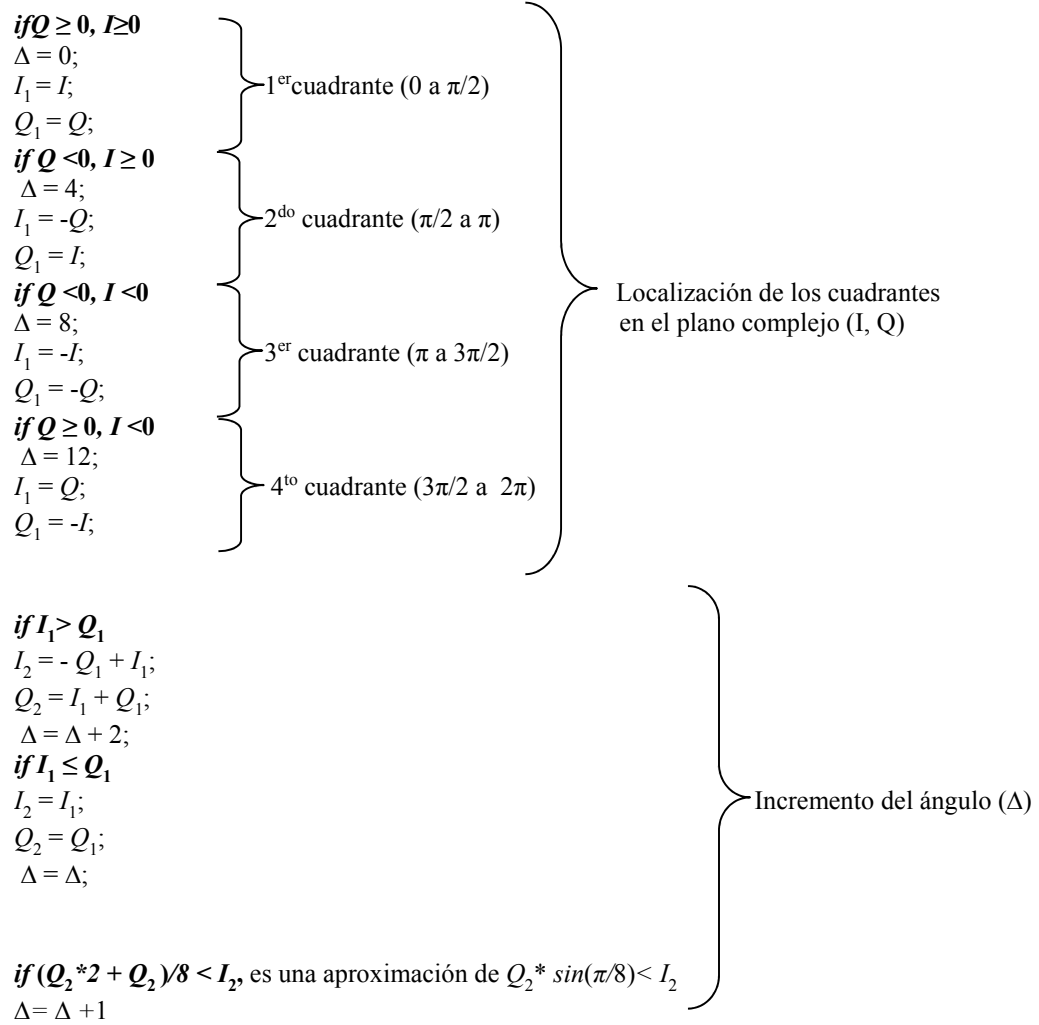 ifQ ≥ 0, I≥0
Δ = 0;
I₁ = I;
1ᵉʳcuadrante (0 a π/2)
Q₁ = Q;
if Q <0, I ≥ 0
Δ = 4;
I₁ = -Q;
2ᵈᵒ cuadrante (π/2 a π)
Q₁ = I;
if Q <0, I <0
Δ = 8;
I₁ = -I;
3ᵉʳ cuadrante (π a 3π/2)
Q₁ = -Q;
if Q ≥ 0, I <0
Δ = 12;
I₁ = Q;
4ᵗᵒ cuadrante (3π/2 a 2π)
Q₁ = -I;
Localización de los cuadrantes
en el plano complejo (I, Q)
if I₁> Q₁
I₂ = - Q₁ + I₁;
Q₂ = I₁ + Q₁;
Δ = Δ + 2;
if I₁ ≤ Q₁
I₂ = I₁;
Q₂ = Q₁;
Δ = Δ;
Incremento del ángulo (Δ)
if (Q₂*2 + Q₂ )/8 < I₂, es una aproximación de Q₂* sin(π/8)< I₂
Δ= Δ +1